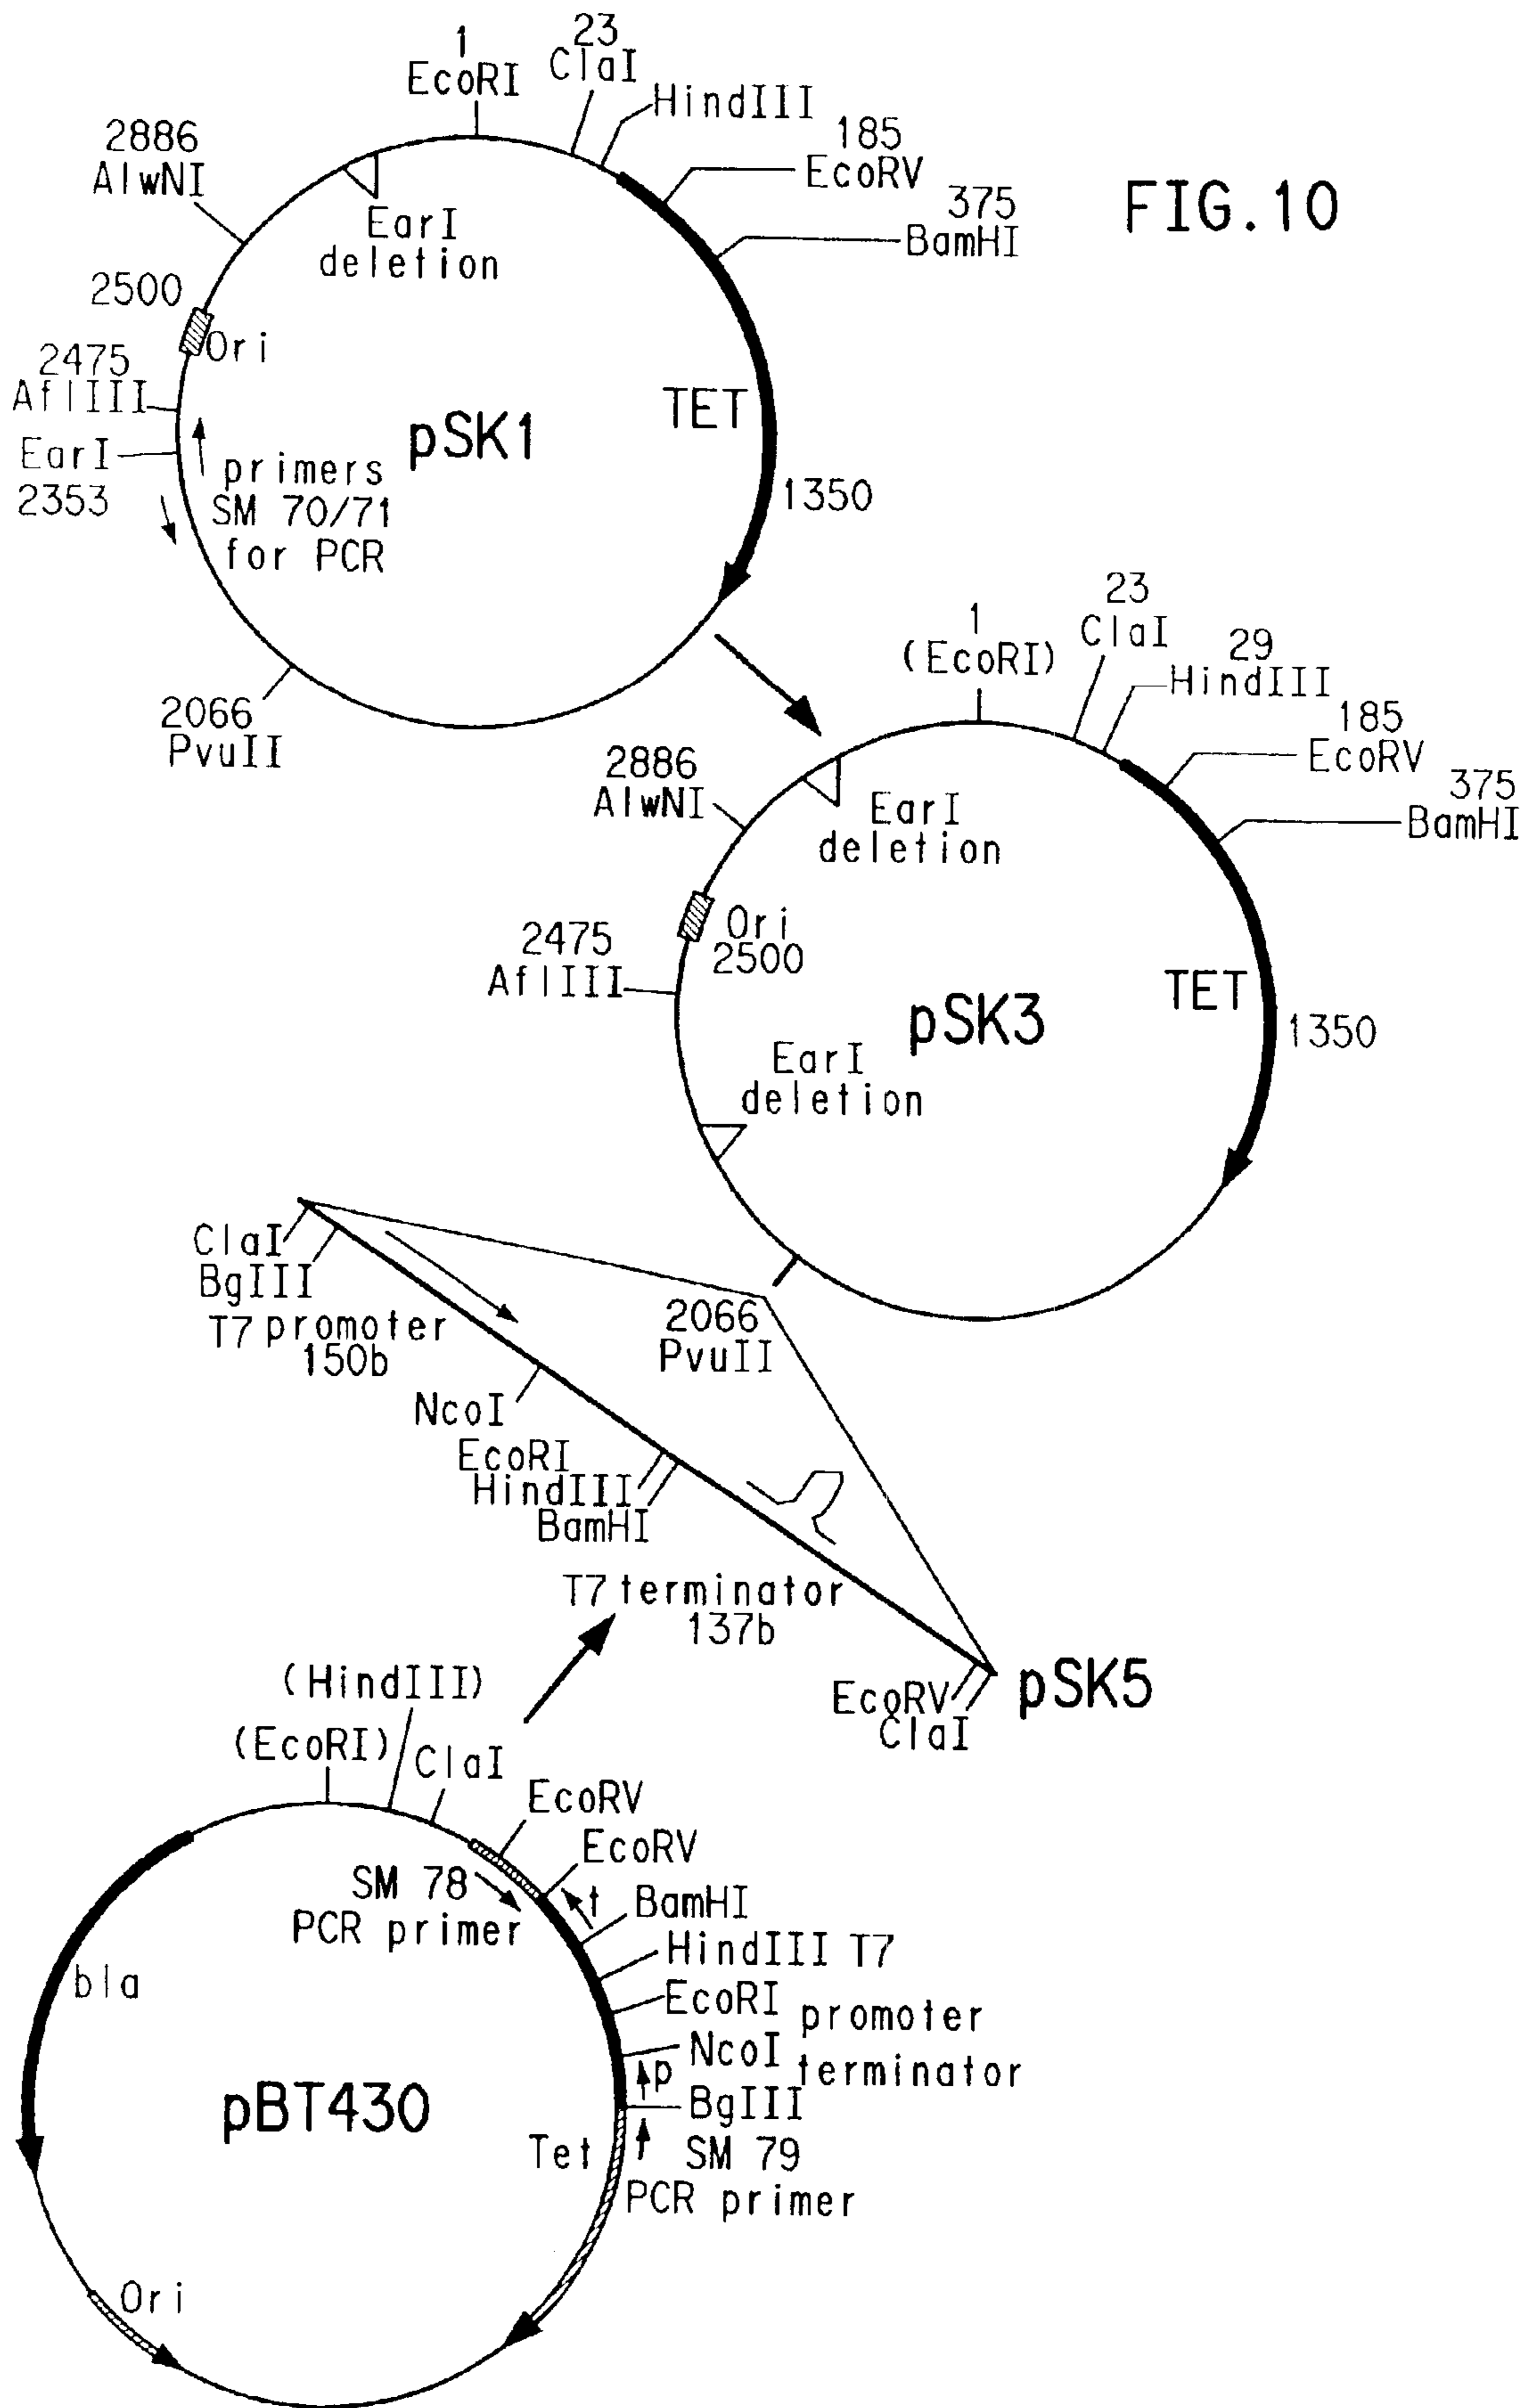 FIG.10
1
EcoRI
23
ClaI
HindIII
185
EcoRV
375
BamHI
2886
AlwNI
EarI
deletion
2500
Ori
2475
AflIII
EarI
2353
primers
SM 70/71
for PCR
pSK1
TET
1350
2066
PvuII
1
(EcoRI)
23
ClaI
29
HindIII
185
EcoRV
375
BamHI
2886
AlwNI
EarI
deletion
Ori
2500
2475
AflIII
pSK3
TET
1350
EarI
deletion
2066
PvuII
ClaI
BglII
T7 promoter
150b
NcoI
EcoRI
HindIII
BamHI
T7 terminator
137b
EcoRV
ClaI
pSK5
(HindIII)
(EcoRI)
ClaI
EcoRV
EcoRV
SM 78
PCR primer
t
BamHI
HindIII T7
EcoRI promoter
NcoI terminator
p
BglII
SM 79
PCR primer
Tet
bla
pBT430
Ori